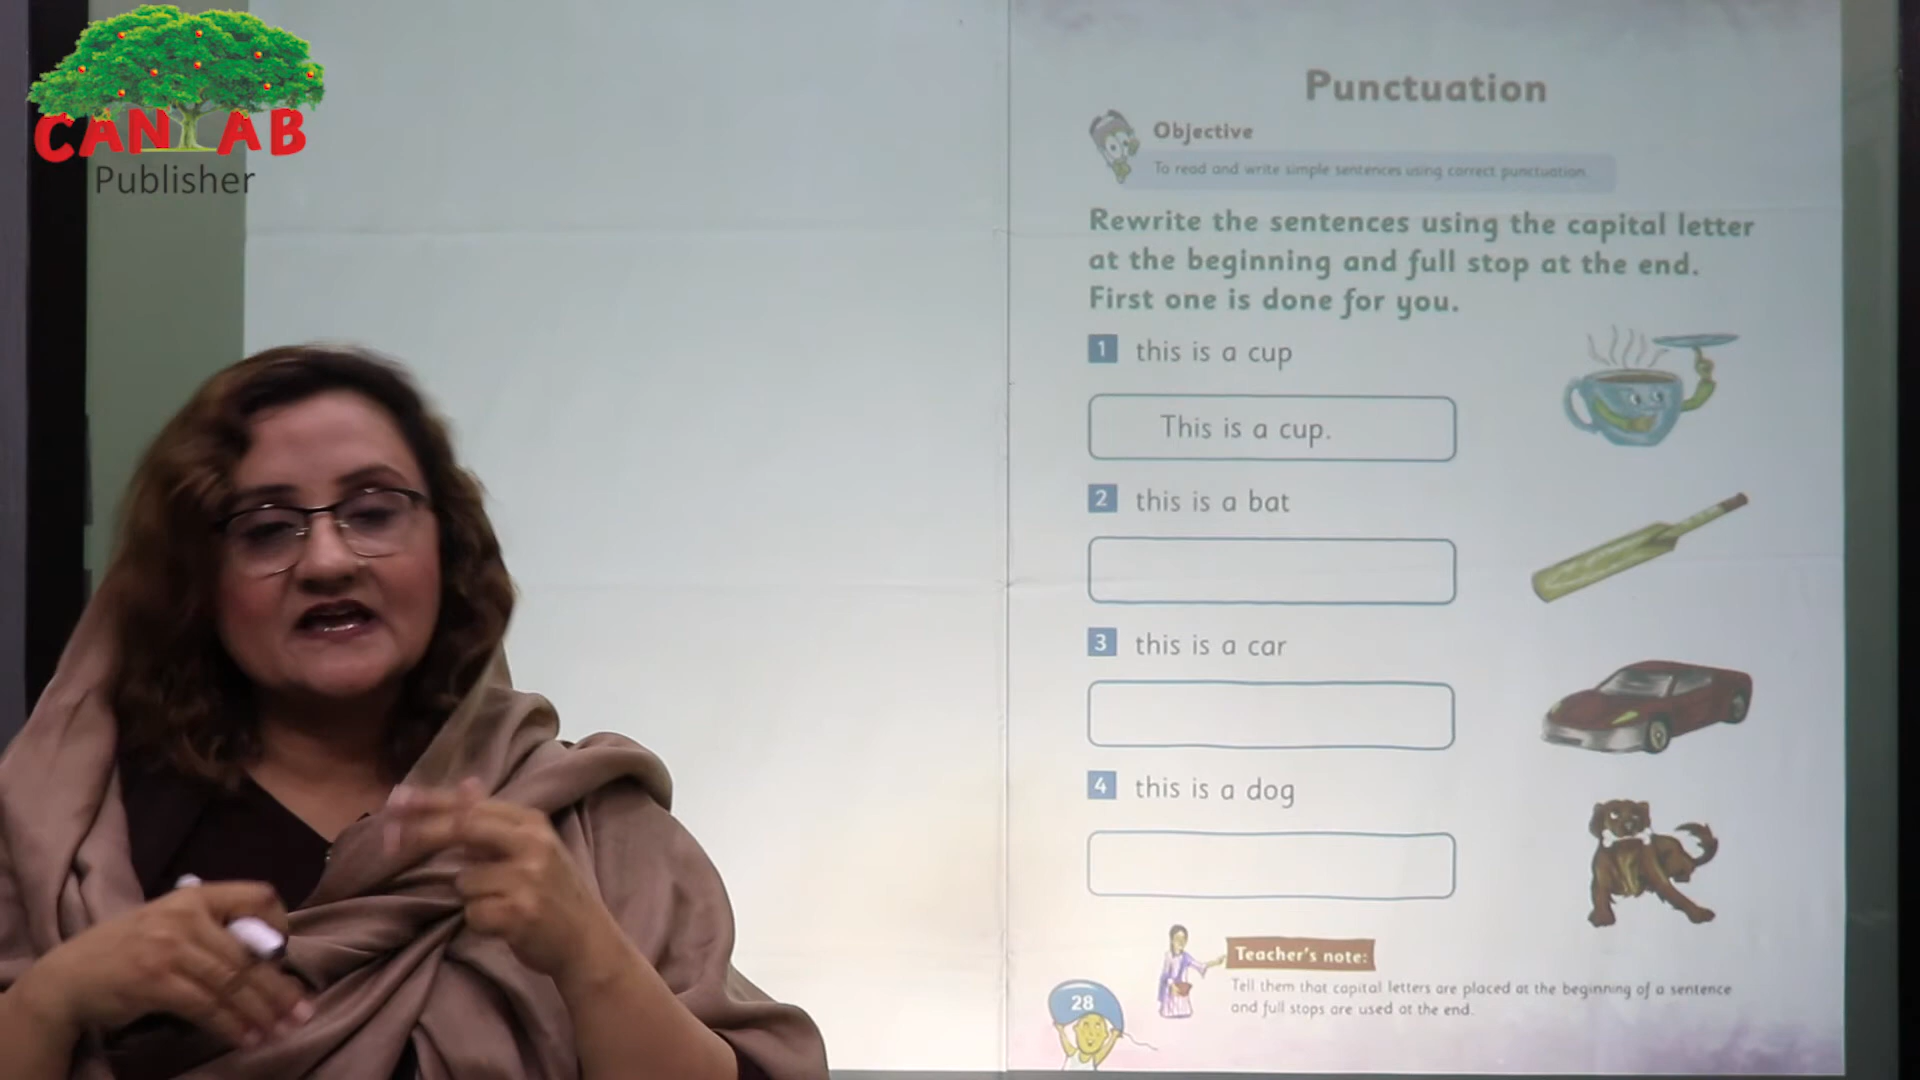 CANLAB
Publisher
Punctuation
Objective
To read and write simple sentences using correct punctuation.
Rewrite the sentences using the capital letter
at the beginning and full stop at the end.
First one is done for you.
1 this is a cup
This is a cup.
2 this is a bat
3 this is a car
4 this is a dog
Teacher's note:
Tell them that capital letters are placed at the beginning of a sentence
and full stops are used at the end.
28